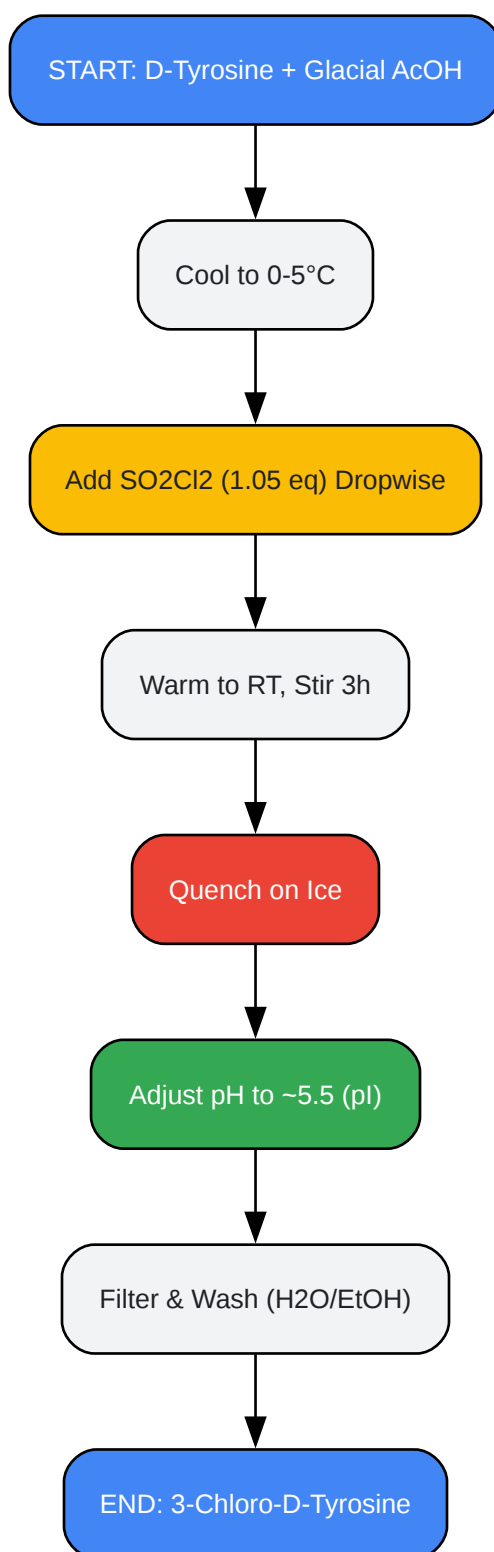 START: D-Tyrosine + Glacial AcOH
Cool to 0-5°C
Add SO2Cl2 (1.05 eq) Dropwise
Warm to RT, Stir 3h
Quench on Ice
Adjust pH to ~5.5 (pI)
Filter & Wash (H2O/EtOH)
END: 3-Chloro-D-Tyrosine